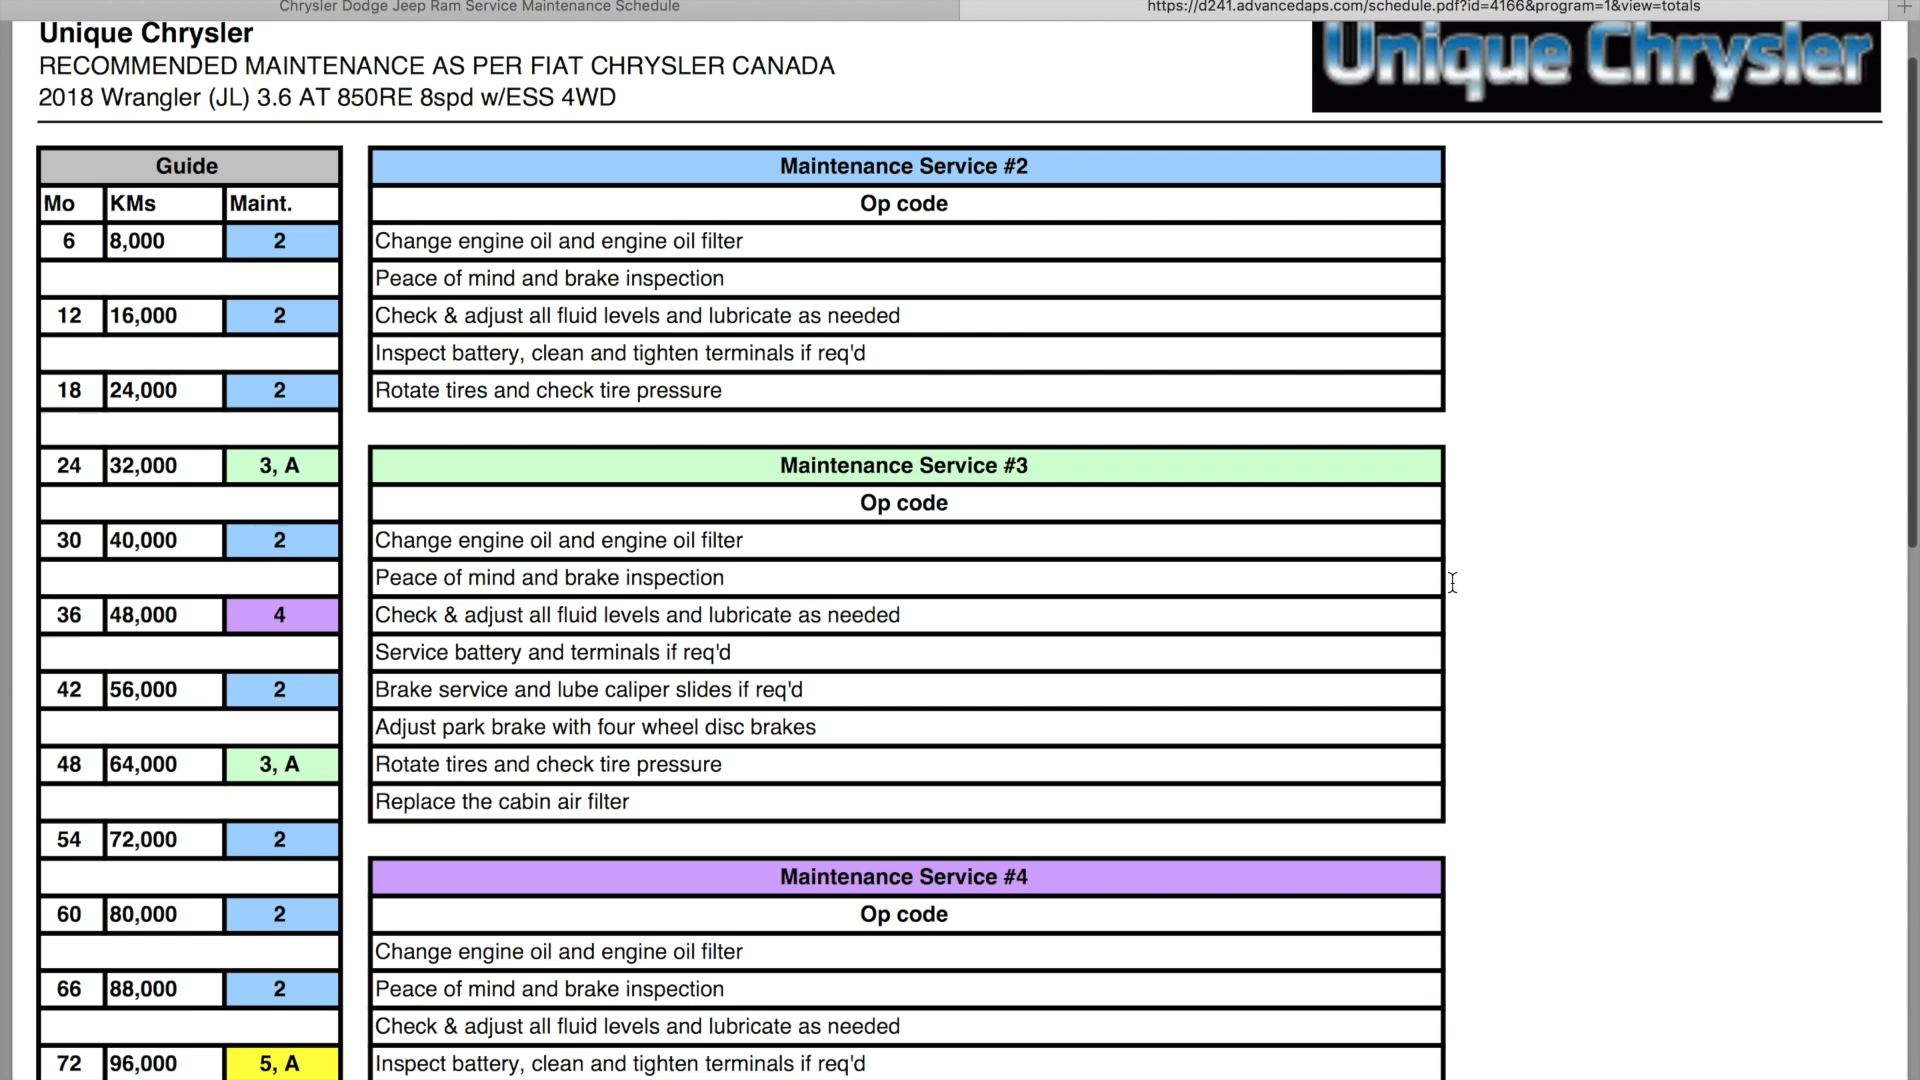 Chrysler Dodge Jeep Ram Service Maintenance Schedule
https://d241.advancedaps.com/schedule.pdf?id=4166&program=1&view=totals
Unique Chrysler
RECOMMENDED MAINTENANCE AS PER FIAT CHRYSLER CANADA
2018 Wrangler (JL) 3.6 AT 850RE 8spd w/ESS 4WD
Unique Chrysler
Guide
Mo KMs Maint.
6 8,000 2
12 16,000 2
18 24,000 2
24 32,000 3, A
30 40,000 2
36 48,000 4
42 56,000 2
48 64,000 3, A
54 72,000 2
60 80,000 2
66 88,000 2
72 96,000 5, A
Maintenance Service #2
Op code
Change engine oil and engine oil filter
Peace of mind and brake inspection
Check & adjust all fluid levels and lubricate as needed
Inspect battery, clean and tighten terminals if req'd
Rotate tires and check tire pressure
Maintenance Service #3
Op code
Change engine oil and engine oil filter
Peace of mind and brake inspection
Check & adjust all fluid levels and lubricate as needed
Service battery and terminals if req'd
Brake service and lube caliper slides if req'd
Adjust park brake with four wheel disc brakes
Rotate tires and check tire pressure
Replace the cabin air filter
Maintenance Service #4
Op code
Change engine oil and engine oil filter
Peace of mind and brake inspection
Check & adjust all fluid levels and lubricate as needed
Inspect battery, clean and tighten terminals if req'd